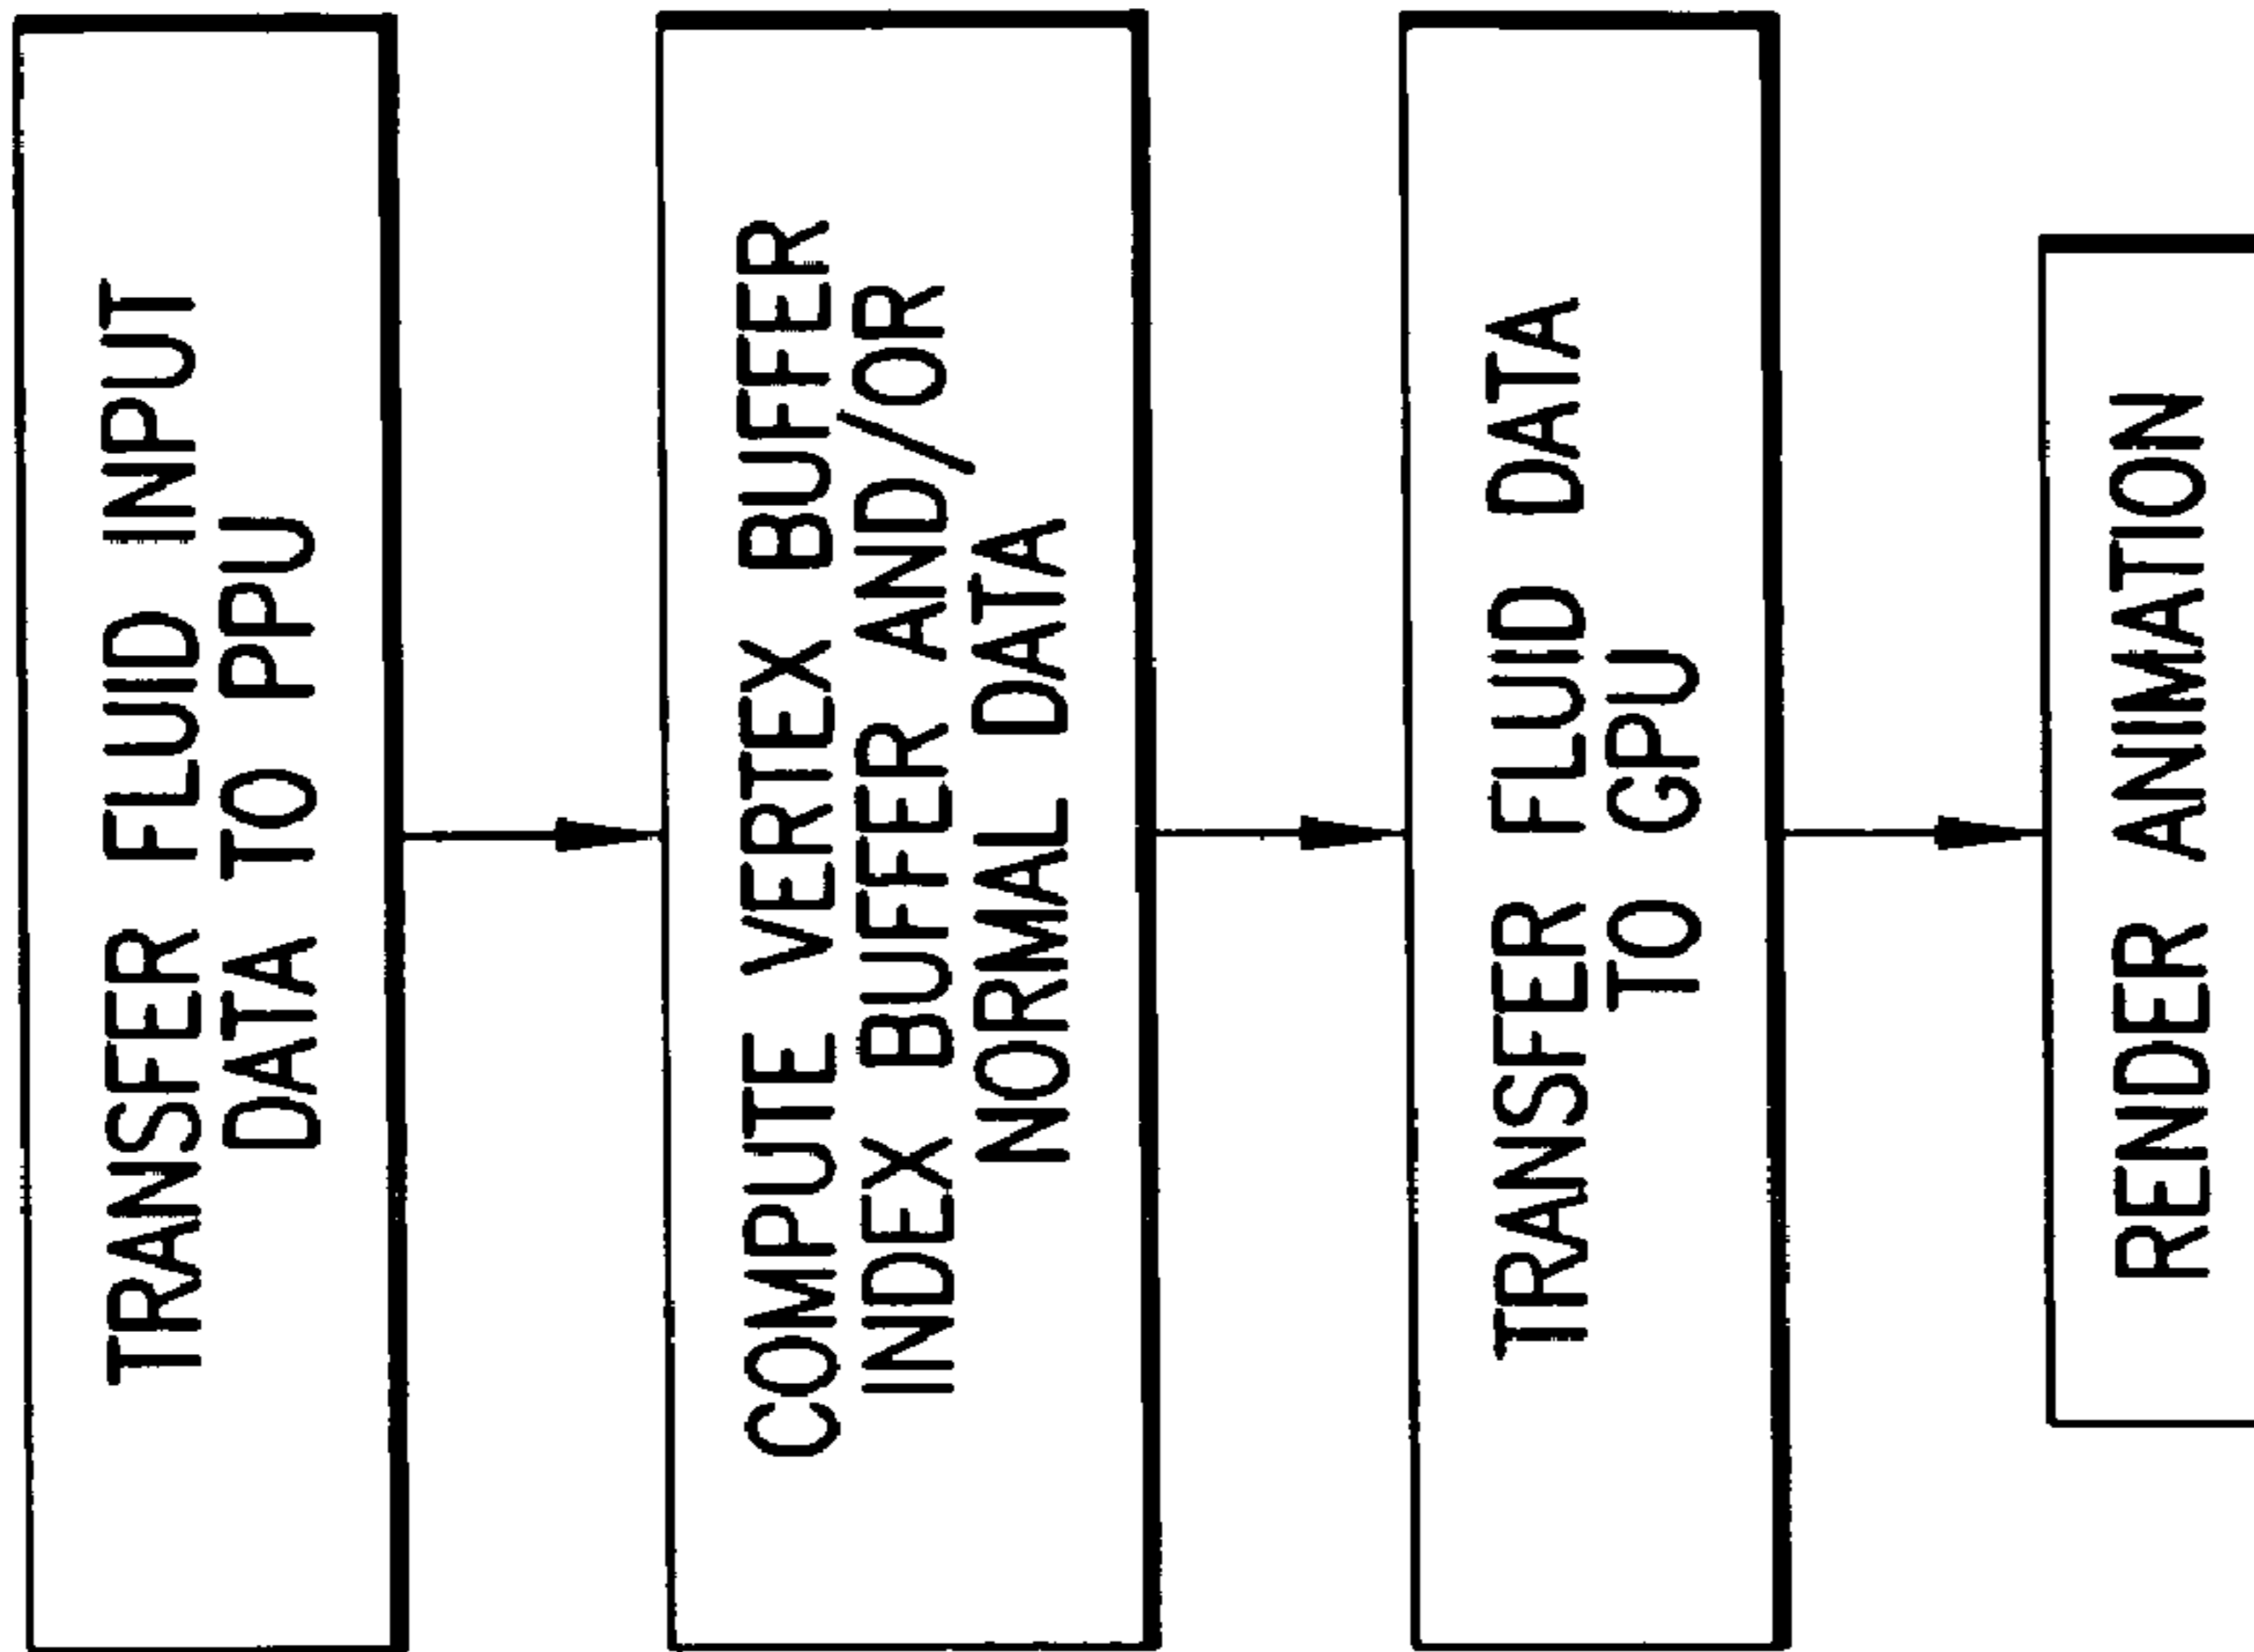 TRANSFER FLUID INPUT
DATA TO PPU
COMPUTE VERTEX BUFFER
INDEX BUFFER AND/OR
NORMAL DATA
TRANSFER FLUID DATA
TO GPU
RENDER ANIMATION